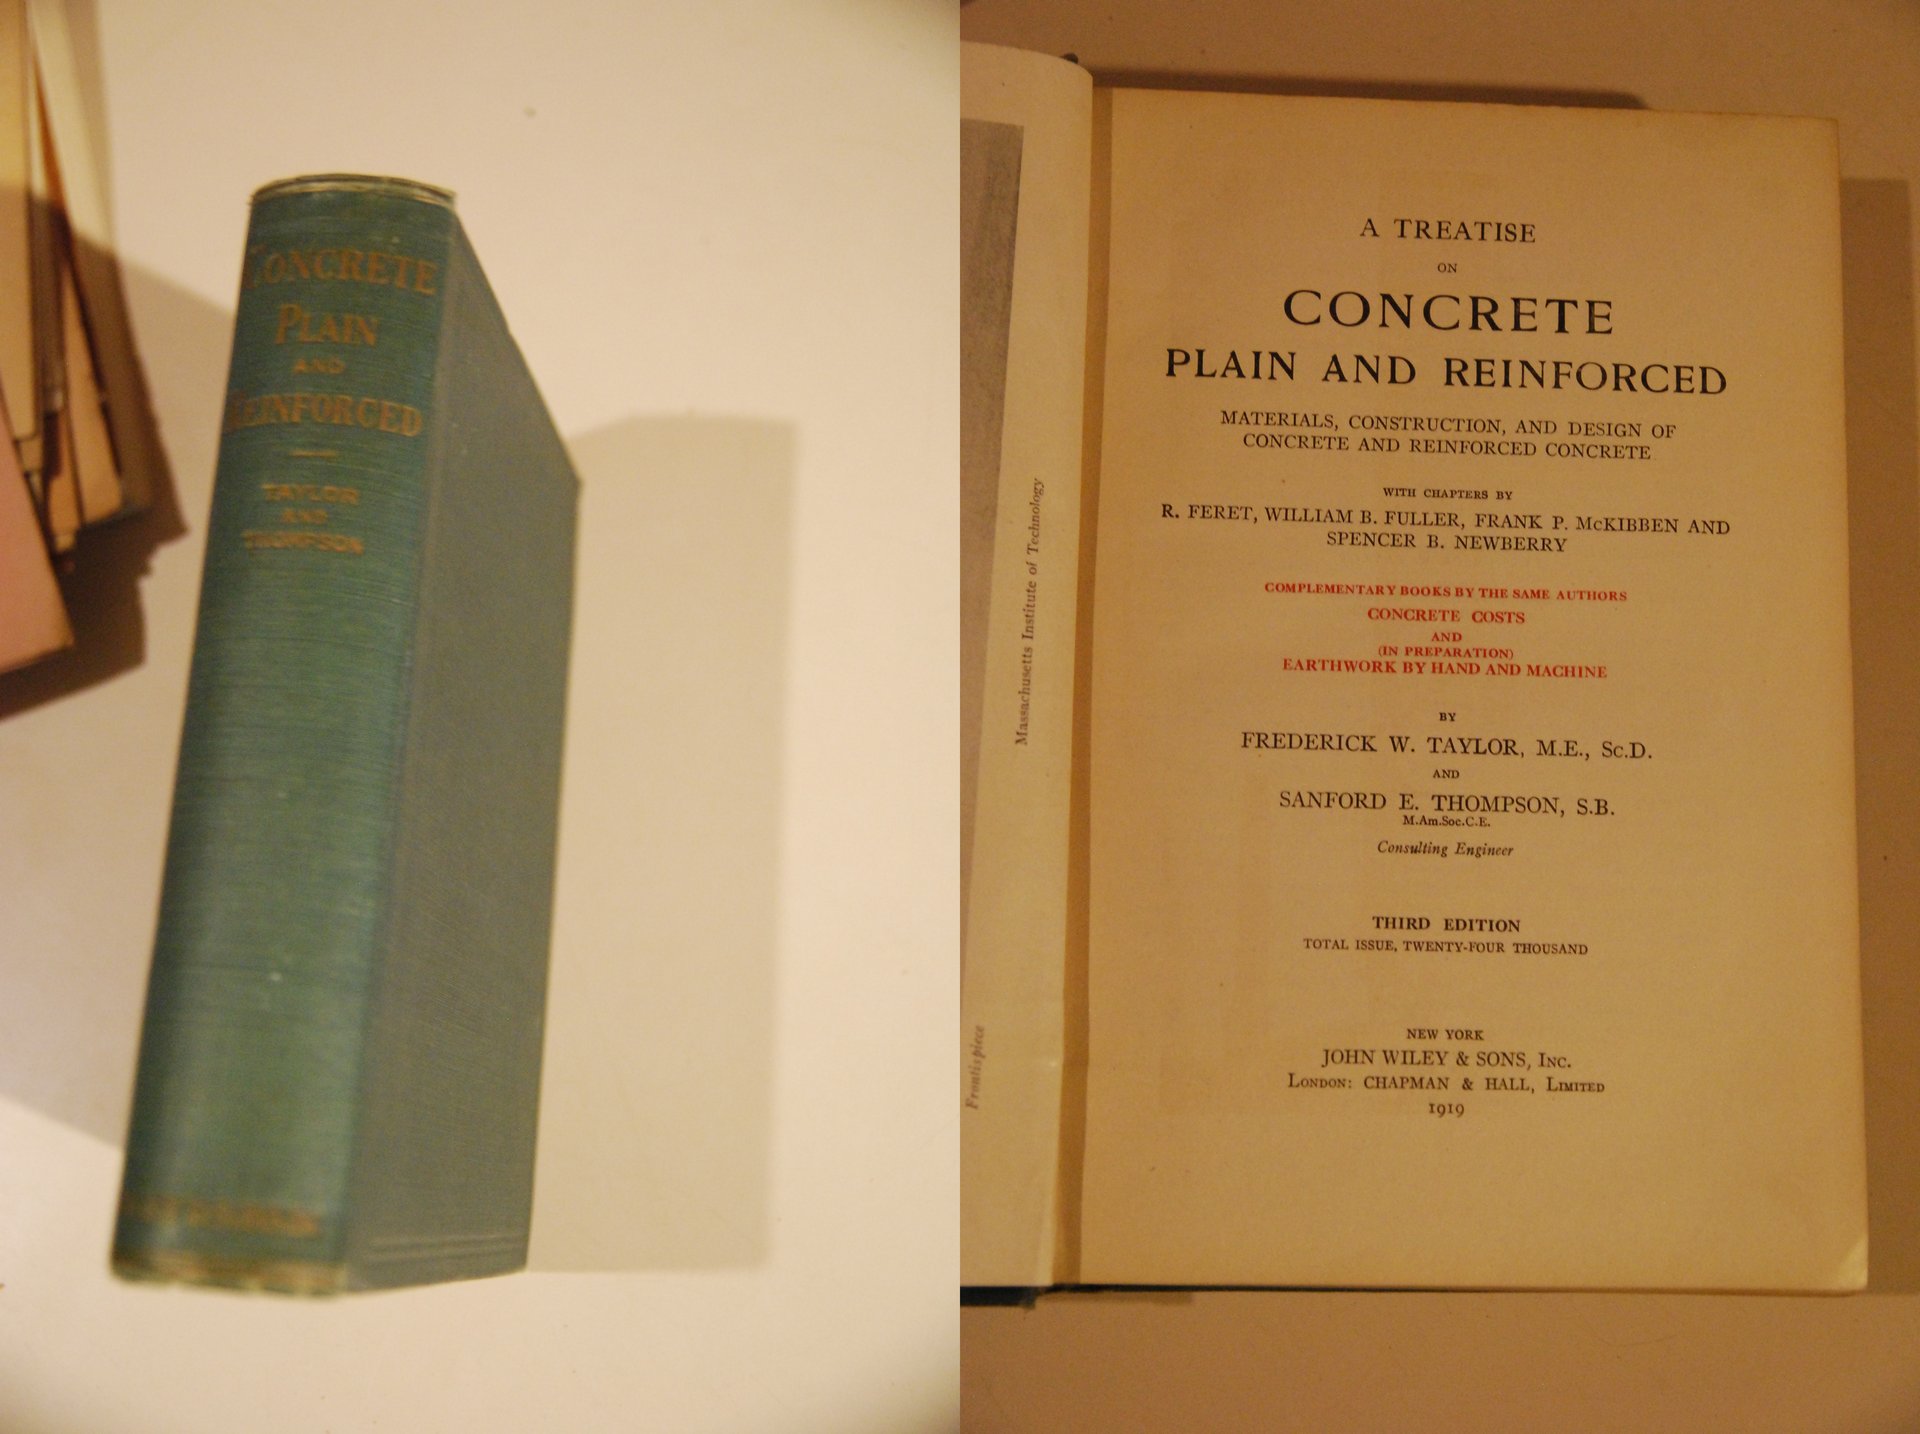 CONCRETE
PLAIN
AND
REINFORCED
TAYLOR
AND
THOMPSON
Massachusetts Institute of Technology
Frontispiece
A TREATISE
ON
CONCRETE
PLAIN AND REINFORCED
MATERIALS, CONSTRUCTION, AND DESIGN OF
CONCRETE AND REINFORCED CONCRETE
WITH CHAPTERS BY
R. FERET, WILLIAM B. FULLER, FRANK P. McKIBBEN AND
SPENCER B. NEWBERRY
COMPLEMENTARY BOOKS BY THE SAME AUTHORS
CONCRETE COSTS
AND
(IN PREPARATION)
EARTHWORK BY HAND AND MACHINE
BY
FREDERICK W. TAYLOR, M.E., Sc.D.
AND
SANFORD E. THOMPSON, S.B.
M.Am.Soc.C.E.
Consulting Engineer
THIRD EDITION
TOTAL ISSUE, TWENTY-FOUR THOUSAND
NEW YORK
JOHN WILEY & SONS, Inc.
London: CHAPMAN & HALL, Limited
1919